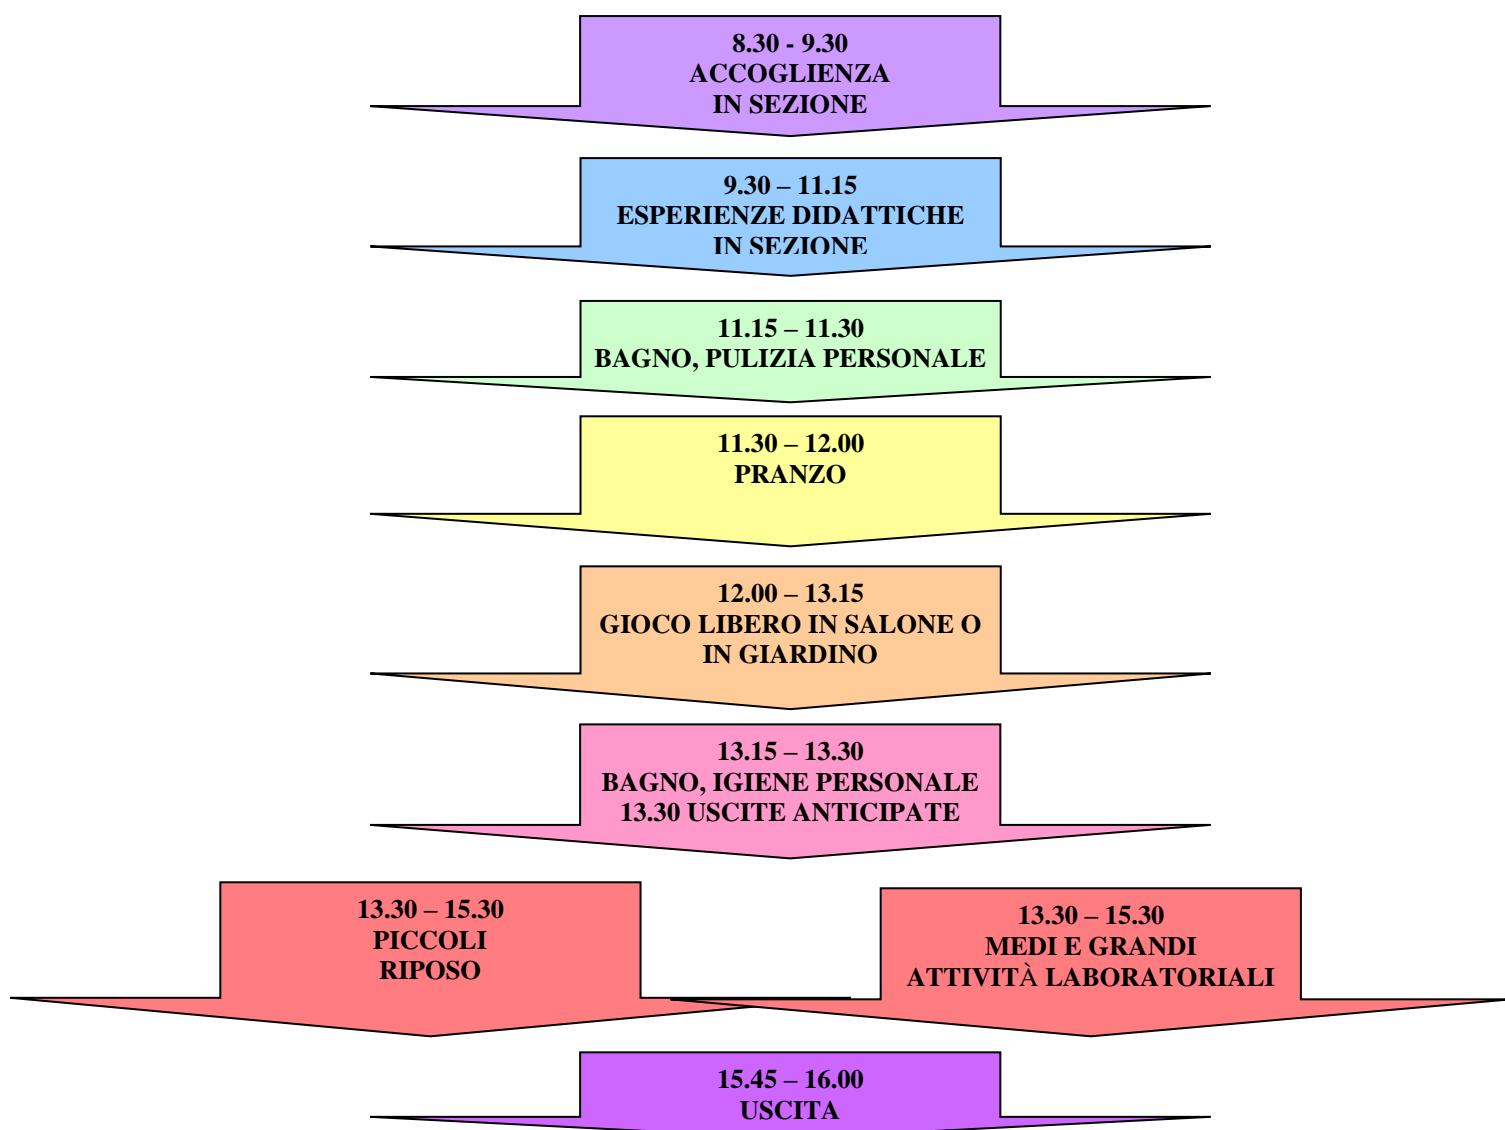 8.30 - 9.30
ACCOGLIENZA
IN SEZIONE
9.30 – 11.15
ESPERIENZE DIDATTICHE
IN SEZIONE
11.15 – 11.30
BAGNO, PULIZIA PERSONALE
11.30 – 12.00
PRANZO
12.00 – 13.15
GIOCO LIBERO IN SALONE O
IN GIARDINO
13.15 – 13.30
BAGNO, IGIENE PERSONALE
13.30 USCITE ANTICIPATE
13.30 – 15.30
PICCOLI
RIPOSO
13.30 – 15.30
MEDI E GRANDI
ATTIVITÀ LABORATORIALI
15.45 – 16.00
USCITA